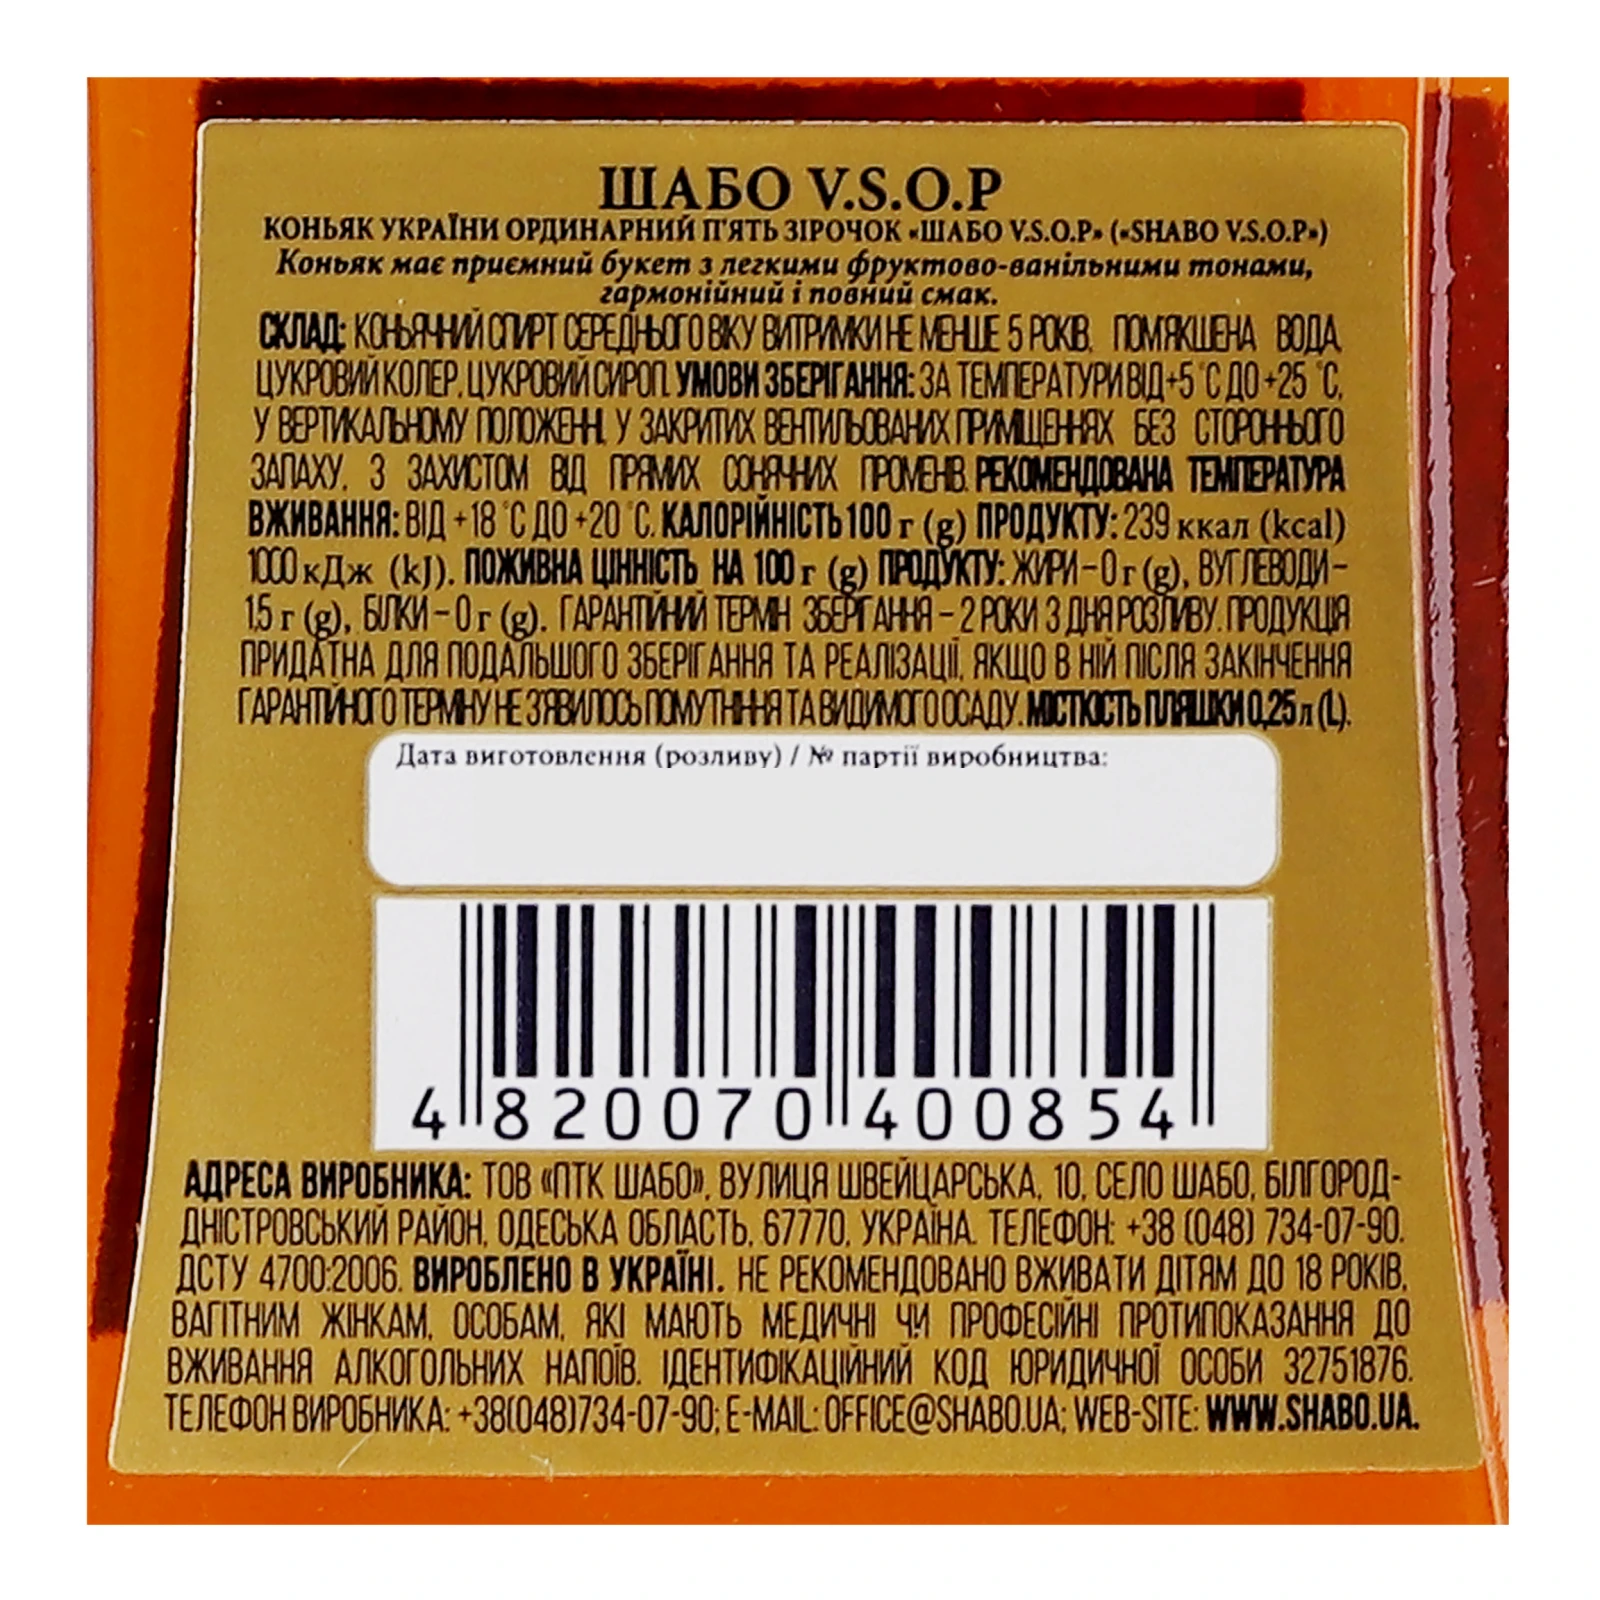 ШАБО V.S.O.P
КОНЬЯК УКРАЇНИ ОРДИНАРНИЙ П'ЯТЬ ЗІРОЧОК «ШАБО V.S.O.P» («SHABO V.S.O.P»)
Коньяк має приємний букет з легкими фруктово-ванільними тонами,
гармонійний і повний смак.
СКЛАД: КОНЬЯЧНИЙ СПИРТ СЕРЕДНЬОГО ВІКУ ВИТРИМКИ НЕ МЕНШЕ 5 РОКІВ, ПОМ'ЯКШЕНА ВОДА,
ЦУКРОВИЙ КОЛЕР, ЦУКРОВИЙ СИРОП. УМОВИ ЗБЕРІГАННЯ: ЗА ТЕМПЕРАТУРИ ВІД +5 °С ДО +25 °С,
У ВЕРТИКАЛЬНОМУ ПОЛОЖЕННІ, У ЗАКРИТИХ ВЕНТИЛЬОВАНИХ ПРИМІЩЕННЯХ БЕЗ СТОРОННЬОГО
ЗАПАХУ, З ЗАХИСТОМ ВІД ПРЯМИХ СОНЯЧНИХ ПРОМЕНІВ. РЕКОМЕНДОВАНА ТЕМПЕРАТУРА
ВЖИВАННЯ: ВІД +18 °С ДО +20 °С. КАЛОРІЙНІСТЬ 100 г (g) ПРОДУКТУ: 239 ккал (kcal)
1000 кДж (kJ). ПОЖИВНА ЦІННІСТЬ НА 100 г (g) ПРОДУКТУ: ЖИРИ – 0 г (g), ВУГЛЕВОДИ –
1,5 г (g), БІЛКИ – 0 г (g). ГАРАНТІЙНИЙ ТЕРМІН ЗБЕРІГАННЯ – 2 РОКИ З ДНЯ РОЗЛИВУ. ПРОДУКЦІЯ
ПРИДАТНА ДЛЯ ПОДАЛЬШОГО ЗБЕРІГАННЯ ТА РЕАЛІЗАЦІЇ, ЯКЩО В НІЙ ПІСЛЯ ЗАКІНЧЕННЯ
ГАРАНТІЙНОГО ТЕРМІНУ НЕ З'ЯВИЛОСЬ ПОМУТНІННЯ ТА ВИДИМОГО ОСАДУ. МІСТКІСТЬ ПЛЯШКИ 0,25 л (L).
Дата виготовлення (розливу) / № партії виробництва:
4 820070 400854
АДРЕСА ВИРОБНИКА: ТОВ «ПТК ШАБО», ВУЛИЦЯ ШВЕЙЦАРСЬКА, 10, СЕЛО ШАБО, БІЛГОРОД-
ДНІСТРОВСЬКИЙ РАЙОН, ОДЕСЬКА ОБЛАСТЬ, 67770, УКРАЇНА. ТЕЛЕФОН: +38 (048) 734-07-90.
ДСТУ 4700:2006. ВИРОБЛЕНО В УКРАЇНІ. НЕ РЕКОМЕНДОВАНО ВЖИВАТИ ДІТЯМ ДО 18 РОКІВ,
ВАГІТНИМ ЖІНКАМ, ОСОБАМ, ЯКІ МАЮТЬ МЕДИЧНІ ЧИ ПРОФЕСІЙНІ ПРОТИПОКАЗАННЯ ДО
ВЖИВАННЯ АЛКОГОЛЬНИХ НАПОЇВ. ІДЕНТИФІКАЦІЙНИЙ КОД ЮРИДИЧНОЇ ОСОБИ 32751876.
ТЕЛЕФОН ВИРОБНИКА: +38(048)734-07-90; E-MAIL: OFFICE@SHABO.UA; WEB-SITE: WWW.SHABO.UA.